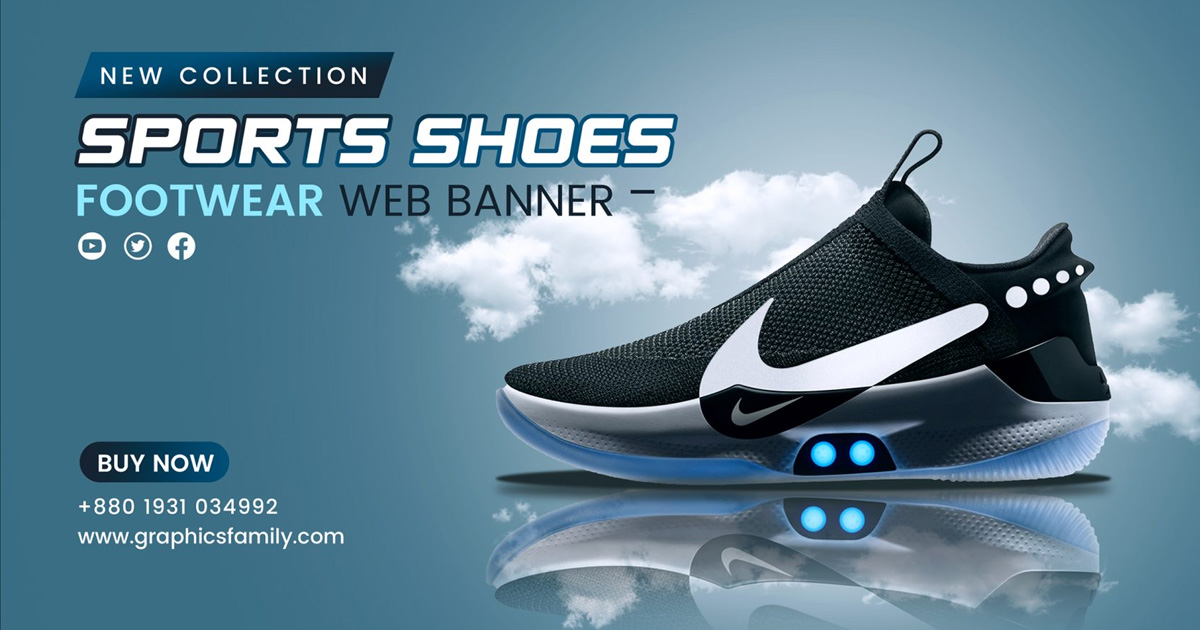 NEW COLLECTION
SPORTS SHOES
FOOTWEAR WEB BANNER –
BUY NOW
+880 1931 034992
www.graphicsfamily.com